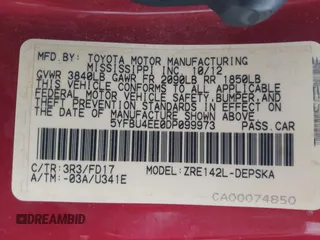 MFD. BY: TOYOTA MOTOR MANUFACTURING
MISSISSIPPI INC. 10/12
GVWR 3840LB GAWR FR 2090LB RR 1850LB
THIS VEHICLE CONFORMS TO ALL APPLICABLE
FEDERAL MOTOR VEHICLE SAFETY, BUMPER, AND
THEFT PREVENTION STANDARDS IN EFFECT ON
THE DATE OF MANUFACTURE SHOWN ABOVE.
5YFBU4EE0DP099973 PASS.CAR
C/TR: 3R3/FD17 MODEL: ZRE142L-DEPSKA
A/TM: -03A/U341E
CA00074850
DREAMBID